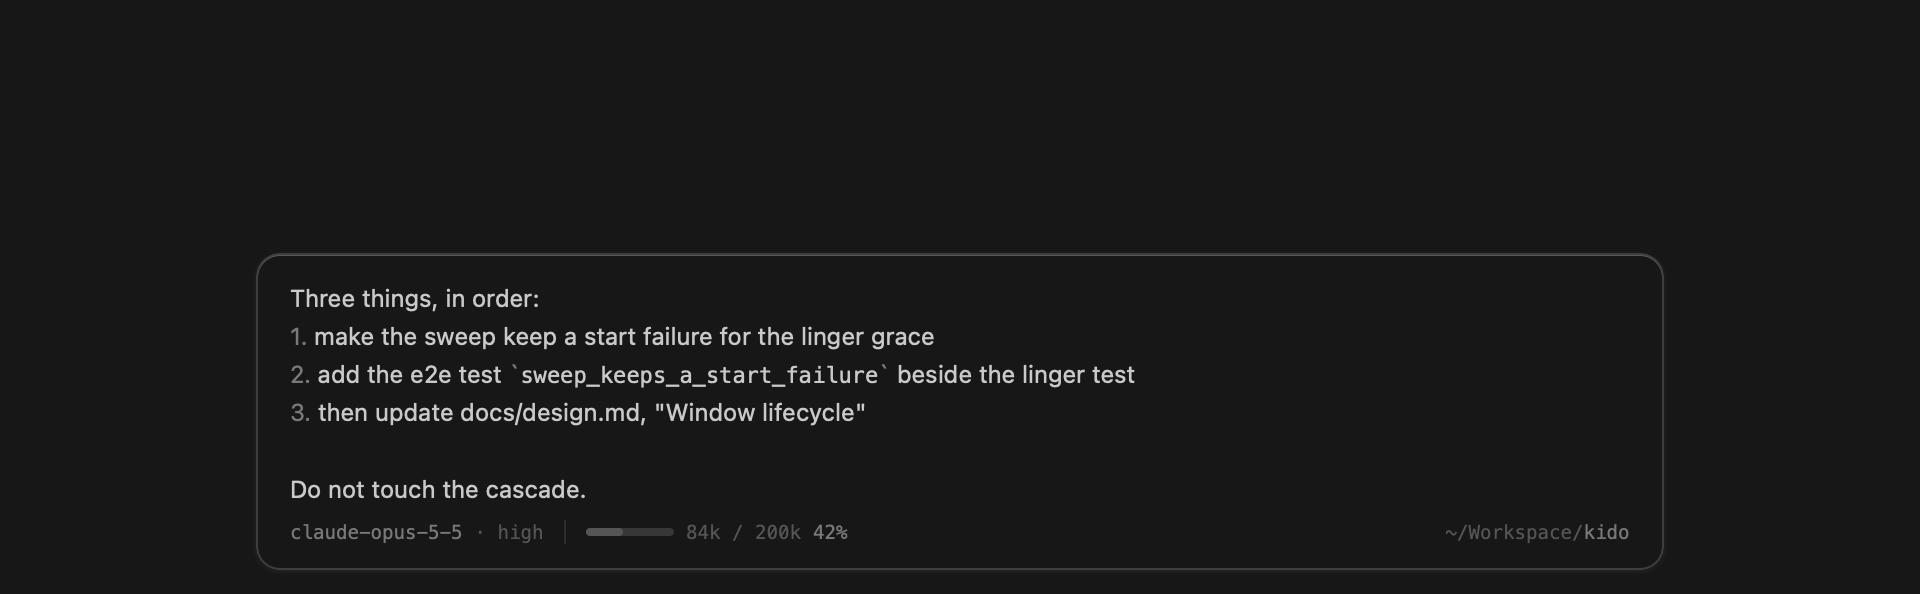 Three things, in order:
1. make the sweep keep a start failure for the linger grace
2. add the e2e test `sweep_keeps_a_start_failure` beside the linger test
3. then update docs/design.md, "Window lifecycle"
Do not touch the cascade.
claude-opus-5-5 · high | 84k / 200k 42% ~/Workspace/kido